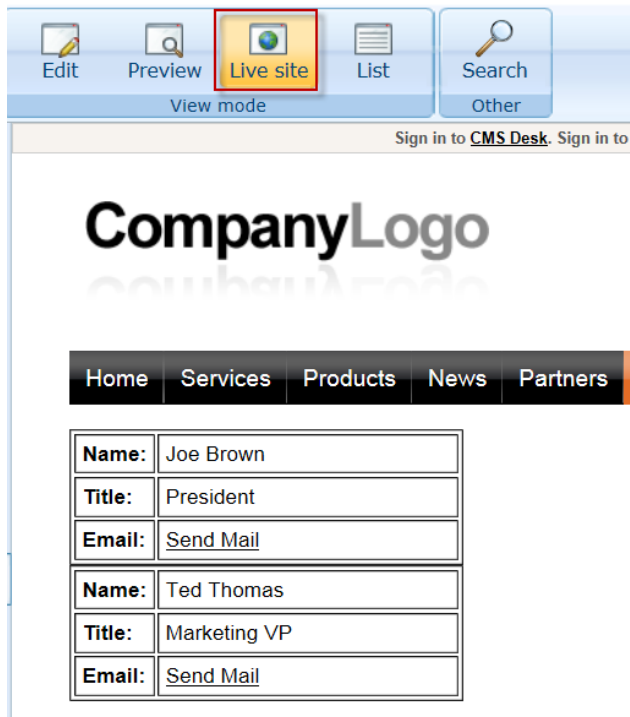 Edit Preview Live site List Search
View mode Other
Sign in to CMS Desk. Sign in to
CompanyLogo
Home Services Products News Partners
Name: Joe Brown
Title: President
Email: Send Mail
Name: Ted Thomas
Title: Marketing VP
Email: Send Mail